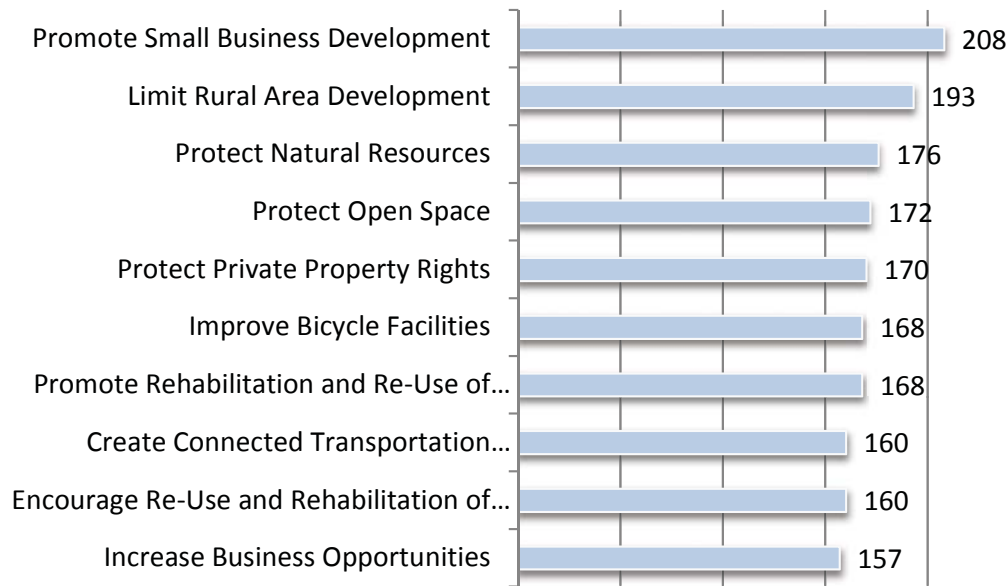 Promote Small Business Development 208
Limit Rural Area Development 193
Protect Natural Resources 176
Protect Open Space 172
Protect Private Property Rights 170
Improve Bicycle Facilities 168
Promote Rehabilitation and Re-Use of… 168
Create Connected Transportation… 160
Encourage Re-Use and Rehabilitation of… 160
Increase Business Opportunities 157